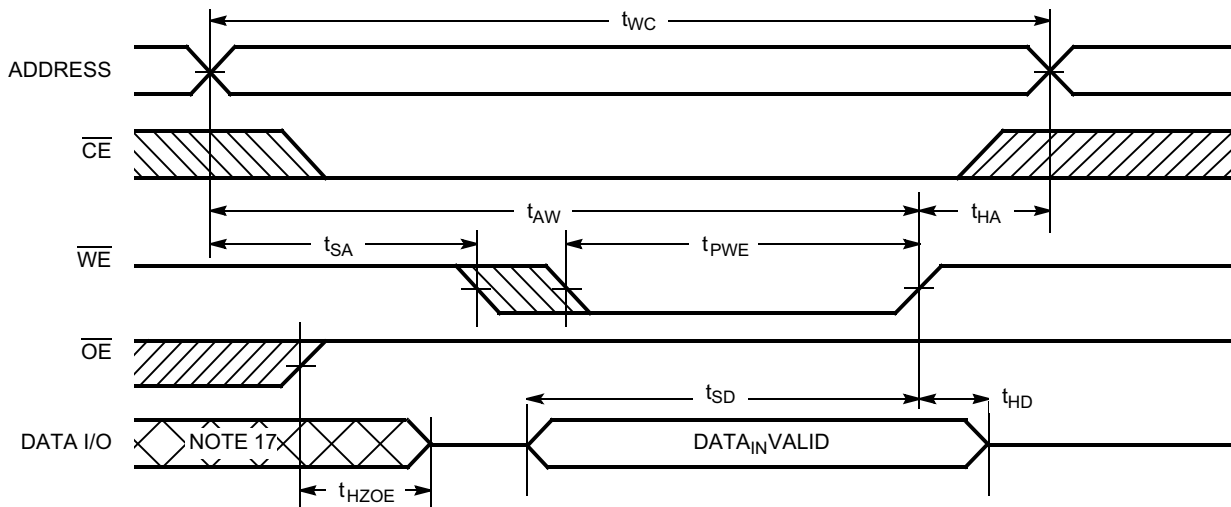 tWC
ADDRESS
CE
tAW
tHA
tSA
tPWE
WE
OE
tSD
tHD
DATA I/O
NOTE 17
DATAINVALID
tHZOE